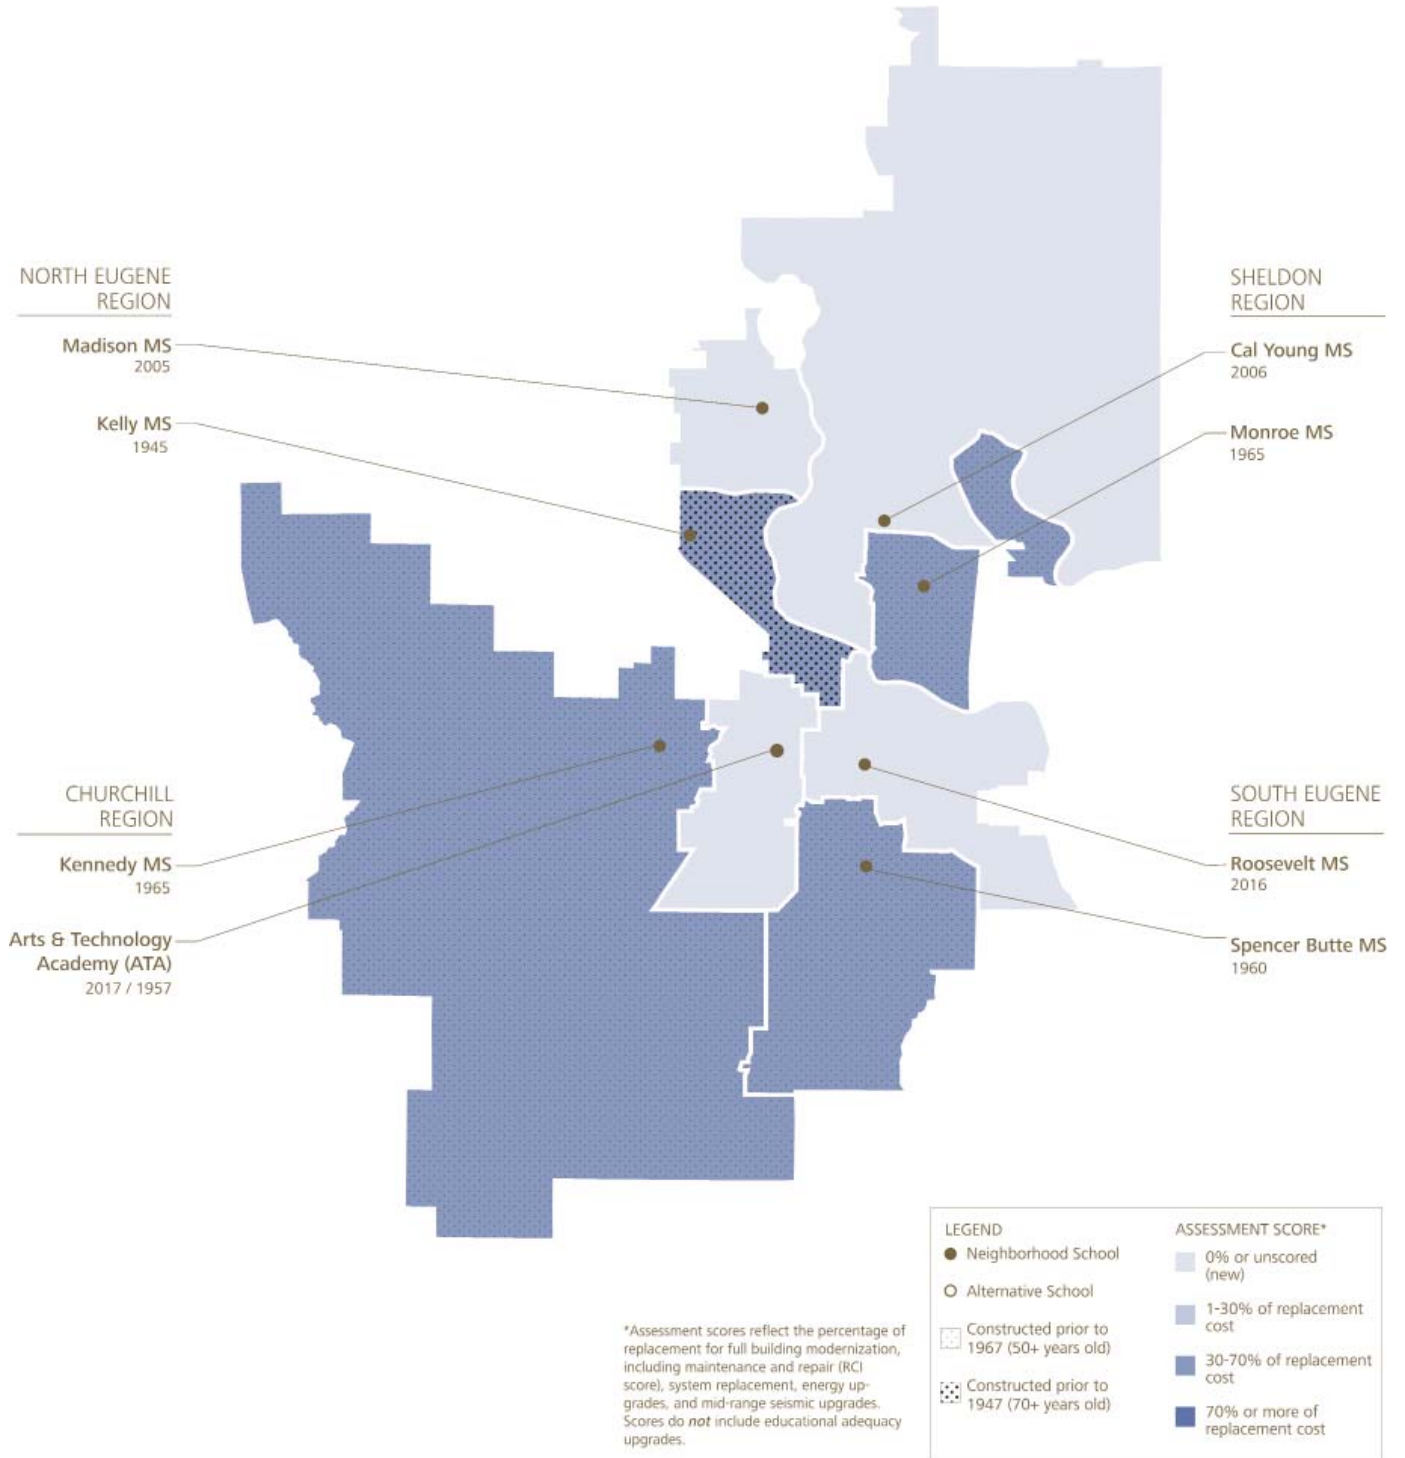 NORTH EUGENE
REGION
Madison MS
2005
Kelly MS
1945
CHURCHILL
REGION
Kennedy MS
1965
Arts & Technology
Academy (ATA)
2017 / 1957
SHELDON
REGION
Cal Young MS
2006
Monroe MS
1965
SOUTH EUGENE
REGION
Roosevelt MS
2016
Spencer Butte MS
1960
*Assessment scores reflect the percentage of
replacement for full building modernization,
including maintenance and repair (RCI
score), system replacement, energy up-
grades, and mid-range seismic upgrades.
Scores do not include educational adequacy
upgrades.
LEGEND
Neighborhood School
Alternative School
Constructed prior to
1967 (50+ years old)
Constructed prior to
1947 (70+ years old)
ASSESSMENT SCORE*
0% or unscored
(new)
1-30% of replacement
cost
30-70% of replacement
cost
70% or more of
replacement cost